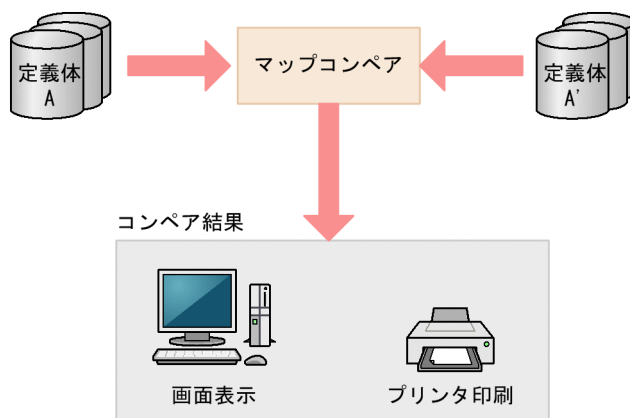 定義体
A
マップコンペア
定義体
A'
コンペア結果
画面表示
プリンタ印刷